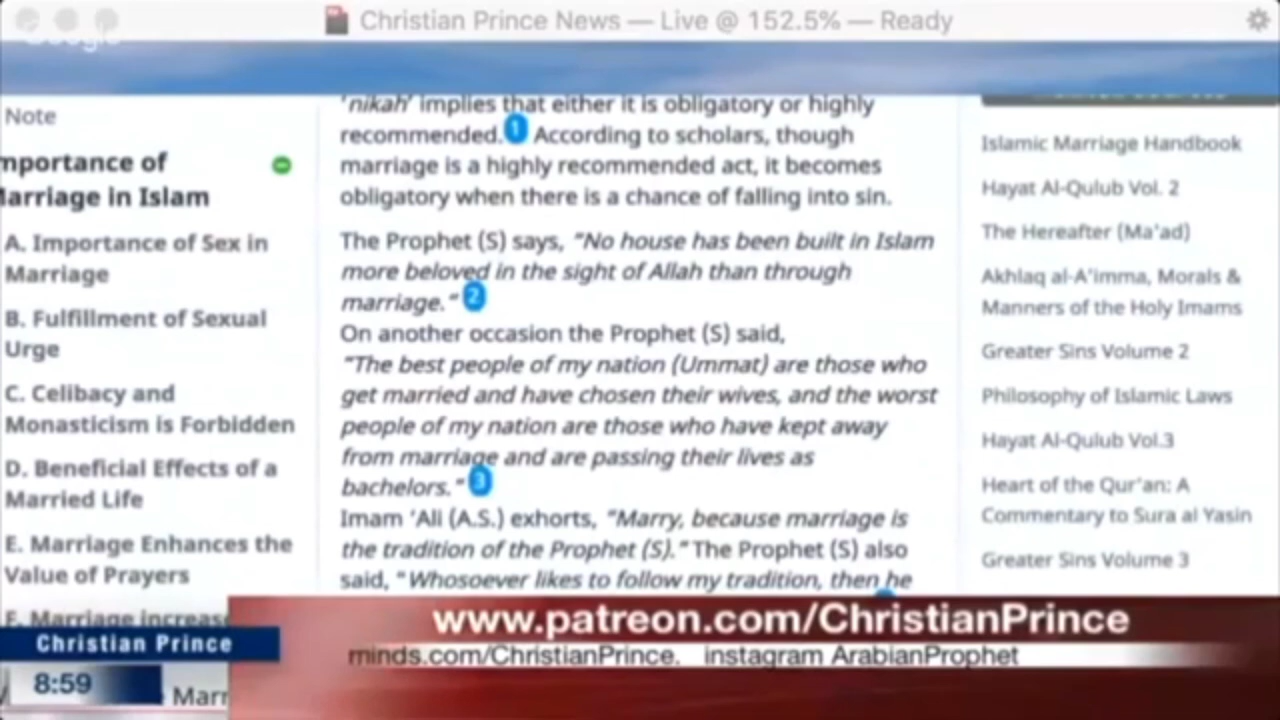 Christian Prince News — Live @ 152.5% — Ready
Google
Note
mportance of
arriage in Islam
A. Importance of Sex in
Marriage
B. Fulfillment of Sexual
Urge
C. Celibacy and
Monasticism is Forbidden
D. Beneficial Effects of a
Married Life
E. Marriage Enhances the
Value of Prayers
F. Marriage increas
Marr
'nikah' implies that either it is obligatory or highly
recommended. 1 According to scholars, though
marriage is a highly recommended act, it becomes
obligatory when there is a chance of falling into sin.
The Prophet (S) says, "No house has been built in Islam
more beloved in the sight of Allah than through
marriage." 2
On another occasion the Prophet (S) said,
"The best people of my nation (Ummat) are those who
get married and have chosen their wives, and the worst
people of my nation are those who have kept away
from marriage and are passing their lives as
bachelors." 3
Imam 'Ali (A.S.) exhorts, "Marry, because marriage is
the tradition of the Prophet (S)." The Prophet (S) also
said, "Whosoever likes to follow my tradition, then he
Islamic Marriage Handbook
Hayat Al-Qulub Vol. 2
The Hereafter (Ma'ad)
Akhlaq al-A'imma, Morals &
Manners of the Holy Imams
Greater Sins Volume 2
Philosophy of Islamic Laws
Hayat Al-Qulub Vol.3
Heart of the Qur'an: A
Commentary to Sura al Yasin
Greater Sins Volume 3
www.patreon.com/ChristianPrince
minds.com/ChristianPrince. instagram ArabianProphet
Christian Prince
8:59